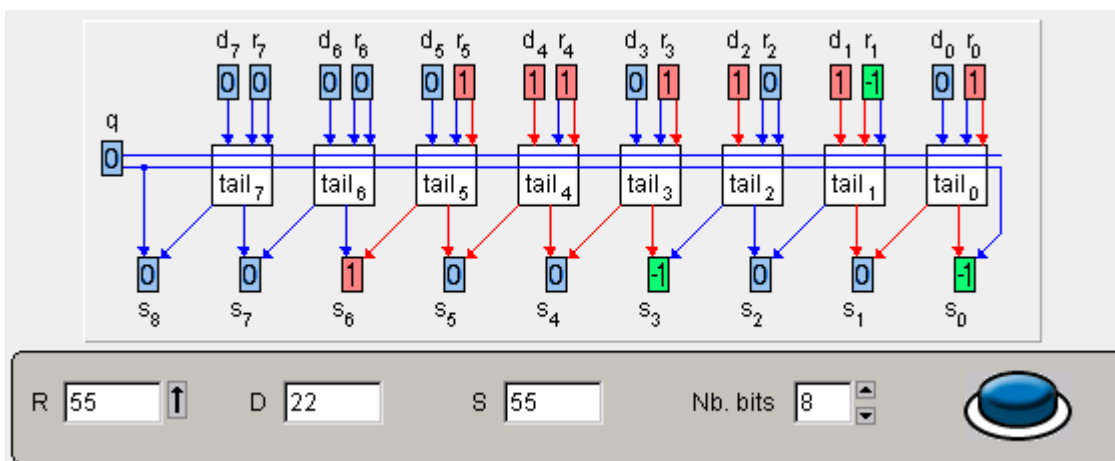 d7 r7 d6 r6 d5 r5 d4 r4 d3 r3 d2 r2 d1 r1 d0 r0
0 0 0 0 0 1 1 1 0 1 1 0 1 -1 0 1
q
0
tail7 tail6 tail5 tail4 tail3 tail2 tail1 tail0
0 0 1 0 0 -1 0 0 -1
s8 s7 s6 s5 s4 s3 s2 s1 s0
R 55 D 22 S 55 Nb. bits 8